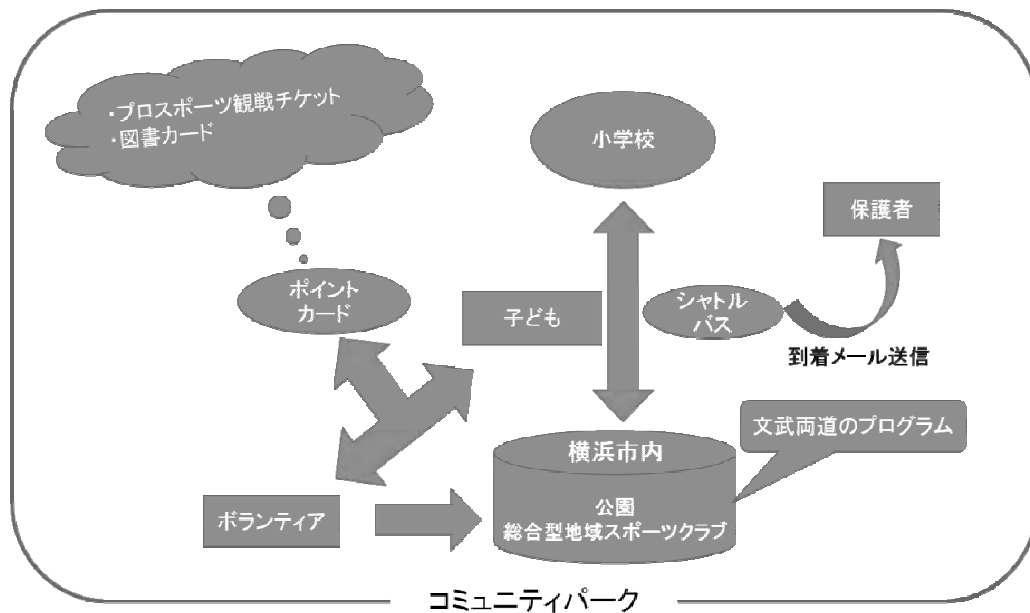 ・プロスポーツ観戦チケット
・図書カード
小学校
保護者
ポイント
カード
子ども
シャトル
バス
到着メール送信
文武両道のプログラム
横浜市内
公園
総合型地域スポーツクラブ
ボランティア
コミュニティパーク